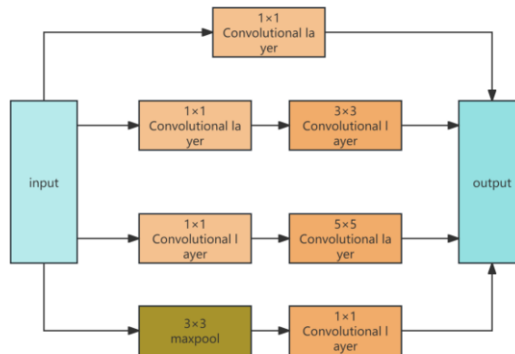 1×1
Convolutional la
yer
1×1
Convolutional la
yer
3×3
Convolutional l
ayer
input
output
1×1
Convolutional l
ayer
5×5
Convolutional la
yer
3×3
maxpool
1×1
Convolutional l
ayer